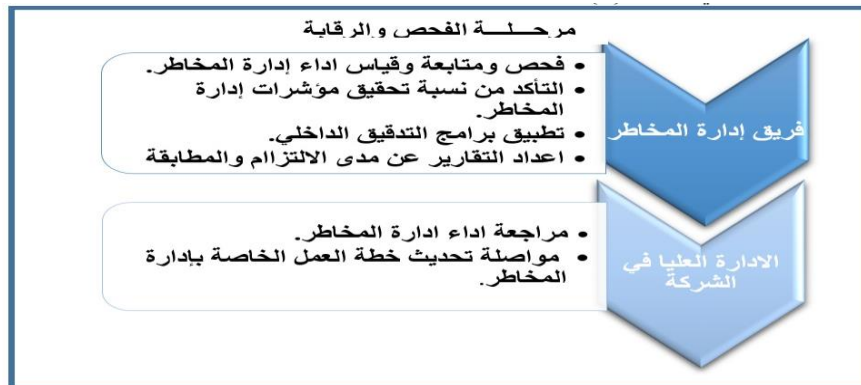 مرحلة الفحص والرقابة
فريق إدارة المخاطر
• فحص ومتابعة وقياس اداء إدارة المخاطر.
• التأكد من نسبة تحقيق مؤشرات إدارة
المخاطر.
• تطبيق برامج التدقيق الداخلي.
• اعداد التقارير عن مدى الالتزاام والمطابقة
الادارة العليا في
الشركة
• مراجعة اداء ادارة المخاطر.
• مواصلة تحديث خطة العمل الخاصة بإدارة
المخاطر.